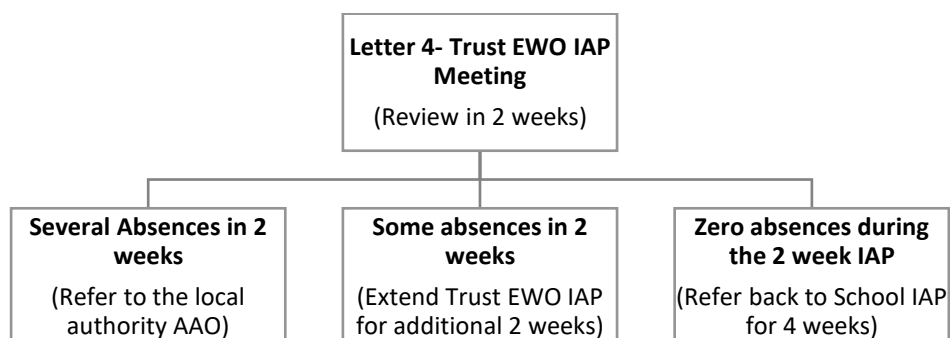 Letter 4- Trust EWO IAP
Meeting
(Review in 2 weeks)
Several Absences in 2
weeks
(Refer to the local
authority AAO)
Some absences in 2
weeks
(Extend Trust EWO IAP
for additional 2 weeks)
Zero absences during
the 2 week IAP
(Refer back to School IAP
for 4 weeks)